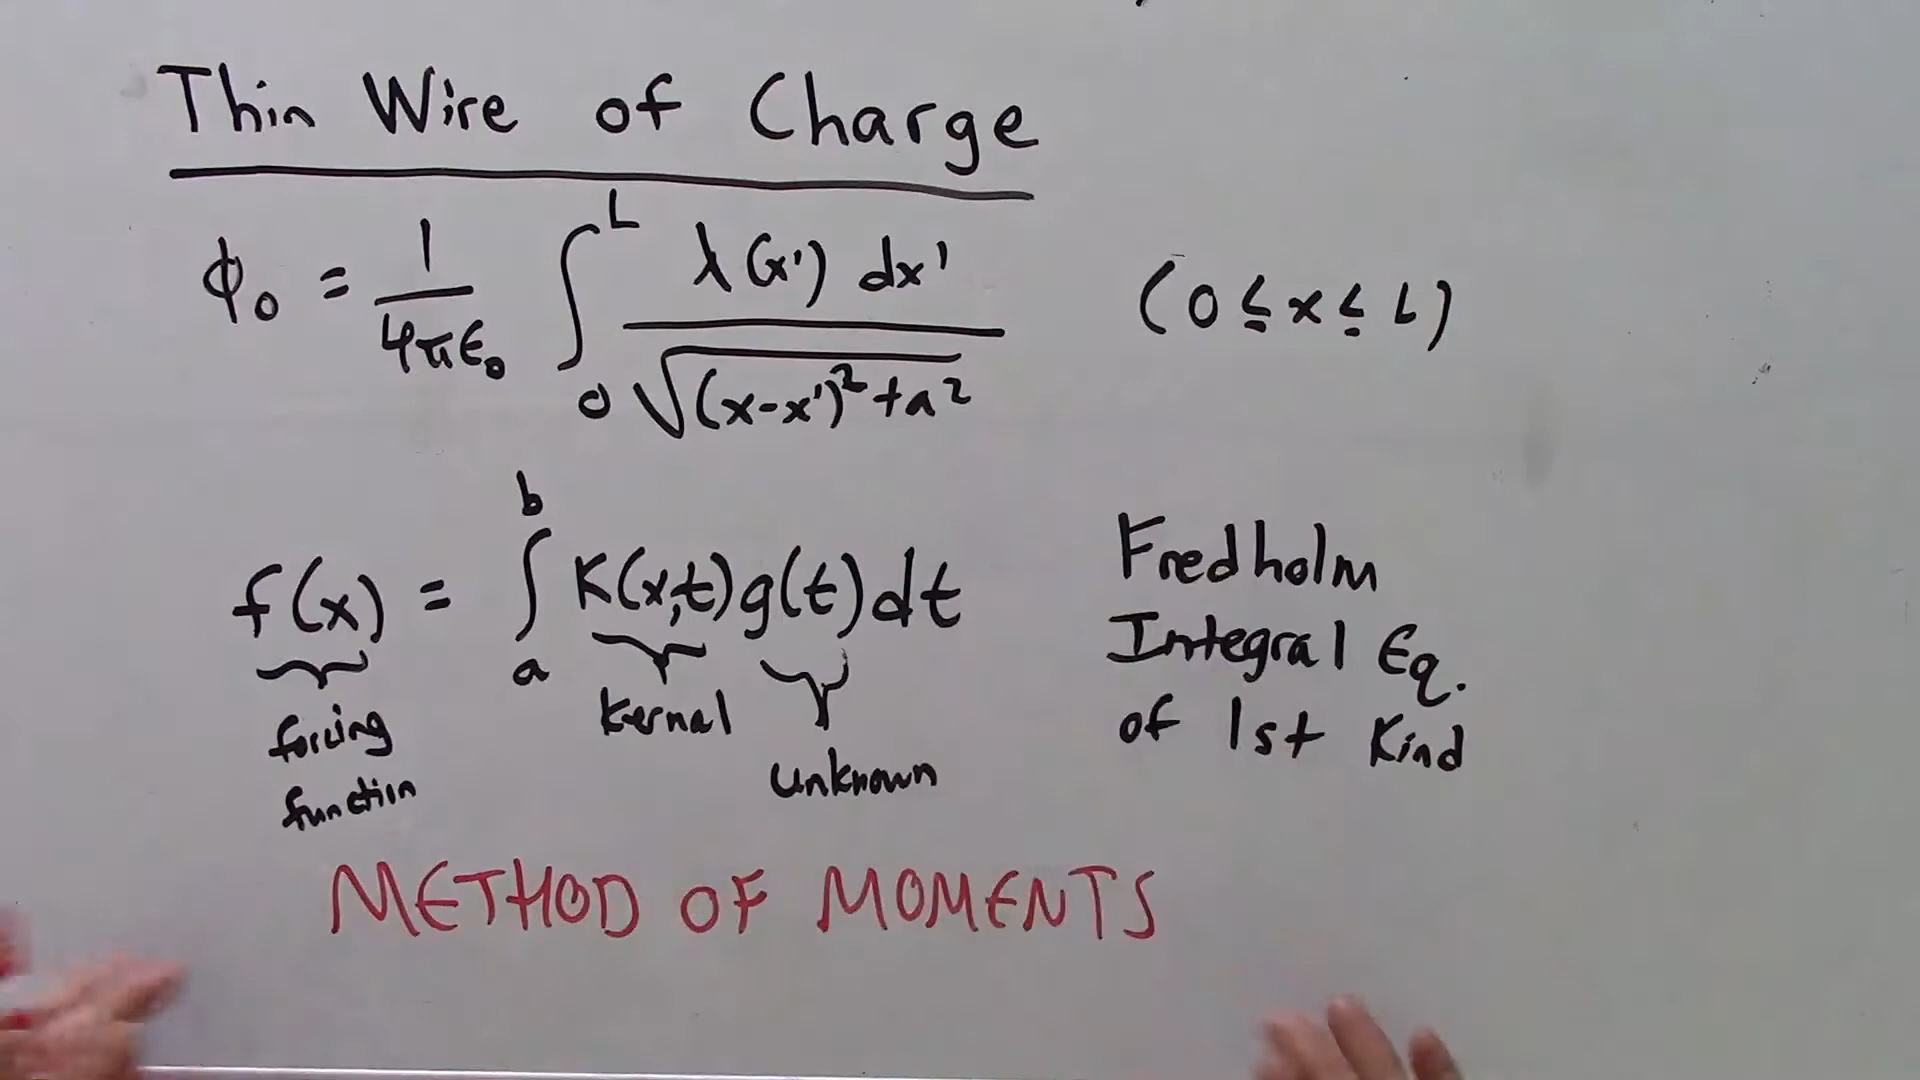 Thin Wire of Charge
ϕ₀ = 1/(4πϵ₀) ∫₀ᴸ λ(x') dx' / √((x-x')² + a²) (0 ≤ x ≤ L)
f(x) = ∫ₐᵇ K(x,t) g(t) dt
forcing function
kernal
unknown
Fredholm
Integral Eq.
of 1st Kind
METHOD OF MOMENTS